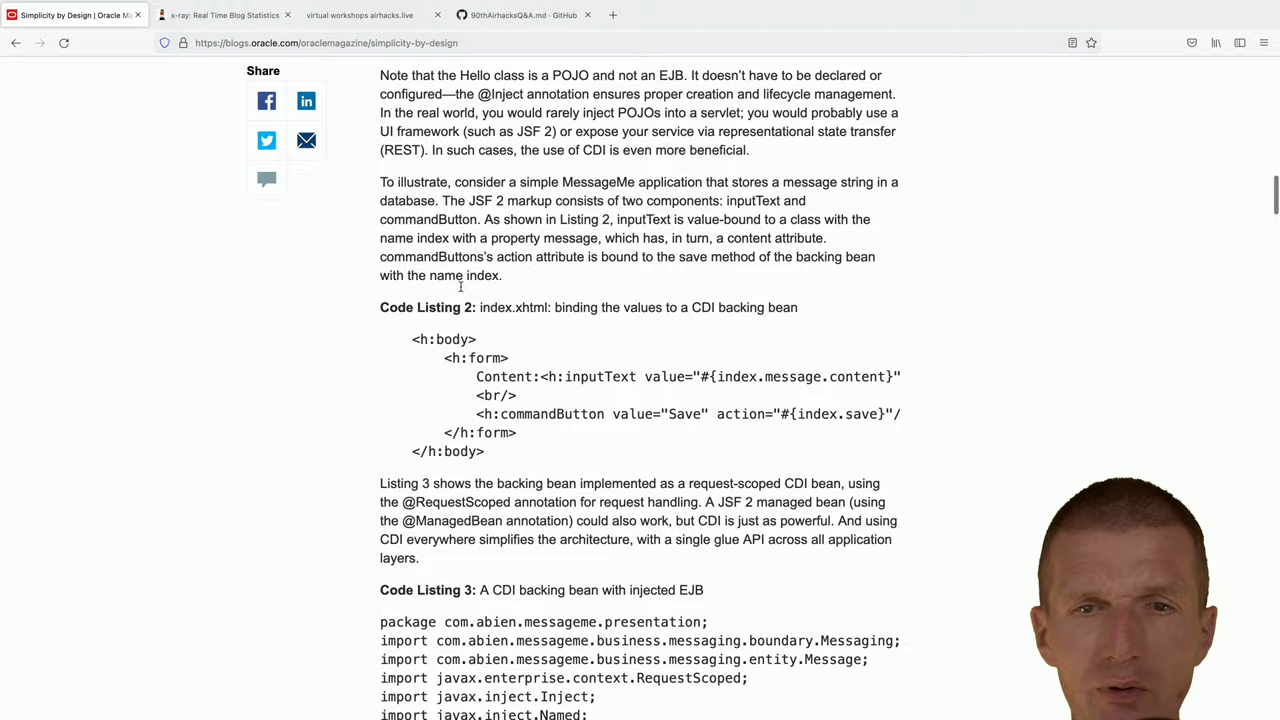 Simplicity by Design | Oracle Ma
x-ray: Real Time Blog Statistics
virtual workshops airhacks.live
90thAirhacksQ&A.md · GitHub
https://blogs.oracle.com/oraclemagazine/simplicity-by-design
Share
Note that the Hello class is a POJO and not an EJB. It doesn’t have to be declared or
configured—the @Inject annotation ensures proper creation and lifecycle management.
In the real world, you would rarely inject POJOs into a servlet; you would probably use a
UI framework (such as JSF 2) or expose your service via representational state transfer
(REST). In such cases, the use of CDI is even more beneficial.
To illustrate, consider a simple MessageMe application that stores a message string in a
database. The JSF 2 markup consists of two components: inputText and
commandButton. As shown in Listing 2, inputText is value-bound to a class with the
name index with a property message, which has, in turn, a content attribute.
commandButtons’s action attribute is bound to the save method of the backing bean
with the name index.
Code Listing 2: index.xhtml: binding the values to a CDI backing bean
<h:body>
<h:form>
Content:<h:inputText value="#{index.message.content}"
<br/>
<h:commandButton value="Save" action="#{index.save}"/
</h:form>
</h:body>
Listing 3 shows the backing bean implemented as a request-scoped CDI bean, using
the @RequestScoped annotation for request handling. A JSF 2 managed bean (using
the @ManagedBean annotation) could also work, but CDI is just as powerful. And using
CDI everywhere simplifies the architecture, with a single glue API across all application
layers.
Code Listing 3: A CDI backing bean with injected EJB
package com.abien.messageme.presentation;
import com.abien.messageme.business.messaging.boundary.Messaging;
import com.abien.messageme.business.messaging.entity.Message;
import javax.enterprise.context.RequestScoped;
import javax.inject.Inject;
import javax.inject.Named;